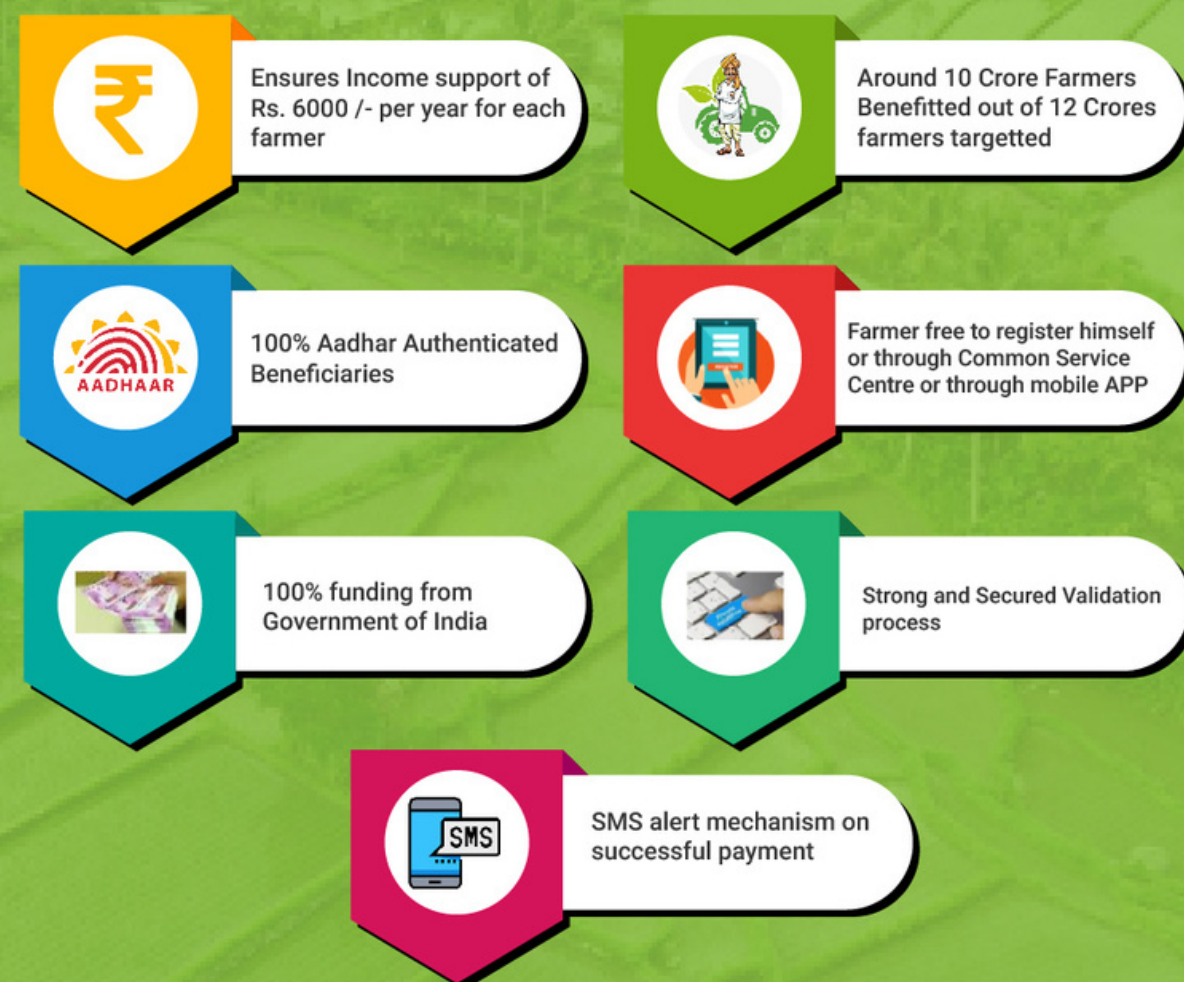 Ensures Income support of
Rs. 6000 /- per year for each
farmer
Around 10 Crore Farmers
Benefitted out of 12 Crores
farmers targetted
AADHAAR
100% Aadhar Authenticated
Beneficiaries
Farmer free to register himself
or through Common Service
Centre or through mobile APP
100% funding from
Government of India
Strong and Secured Validation
process
SMS
SMS alert mechanism on
successful payment